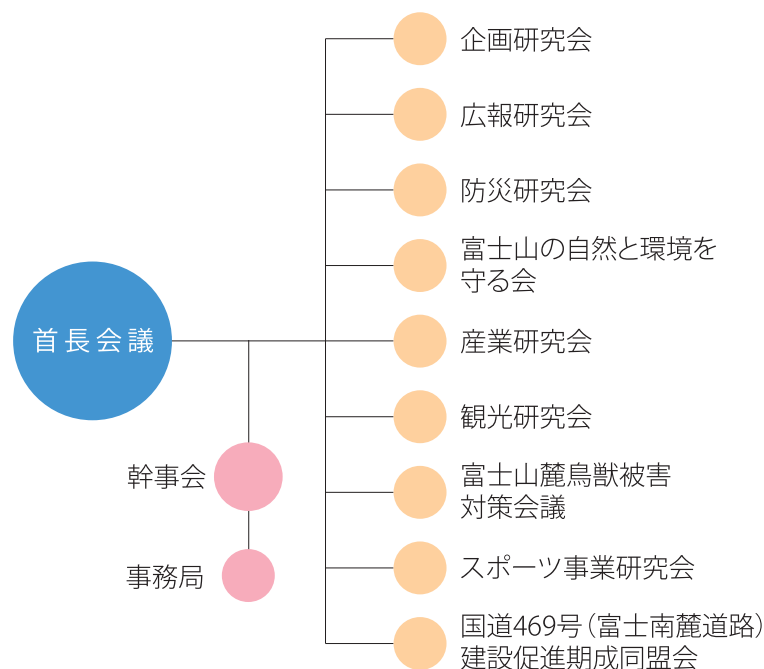 企画研究会
広報研究会
防災研究会
富士山の自然と環境を
守る会
首長会議
産業研究会
観光研究会
幹事会
富士山麓鳥獣被害
対策会議
事務局
スポーツ事業研究会
国道469号（富士南麓道路）
建設促進期成同盟会